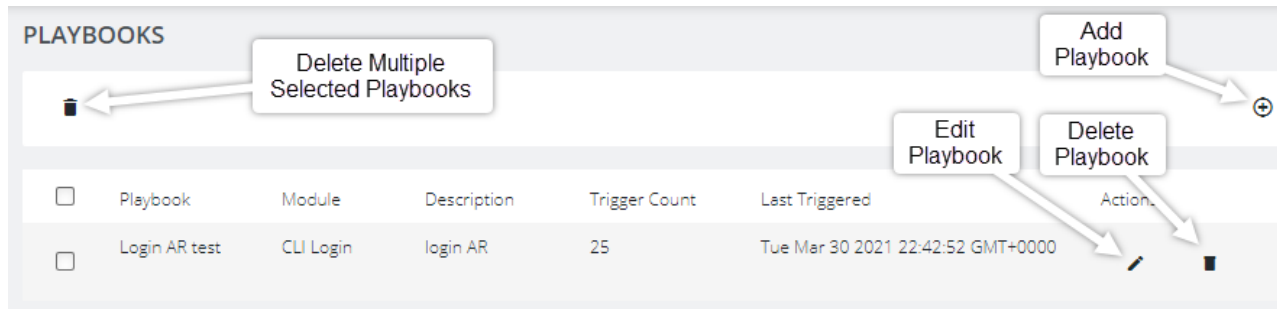 PLAYBOOKS
Delete Multiple
Selected Playbooks
Add
Playbook
Edit
Playbook
Delete
Playbook
Playbook Module Description Trigger Count Last Triggered Actions
Login AR test CLI Login login AR 25 Tue Mar 30 2021 22:42:52 GMT+0000